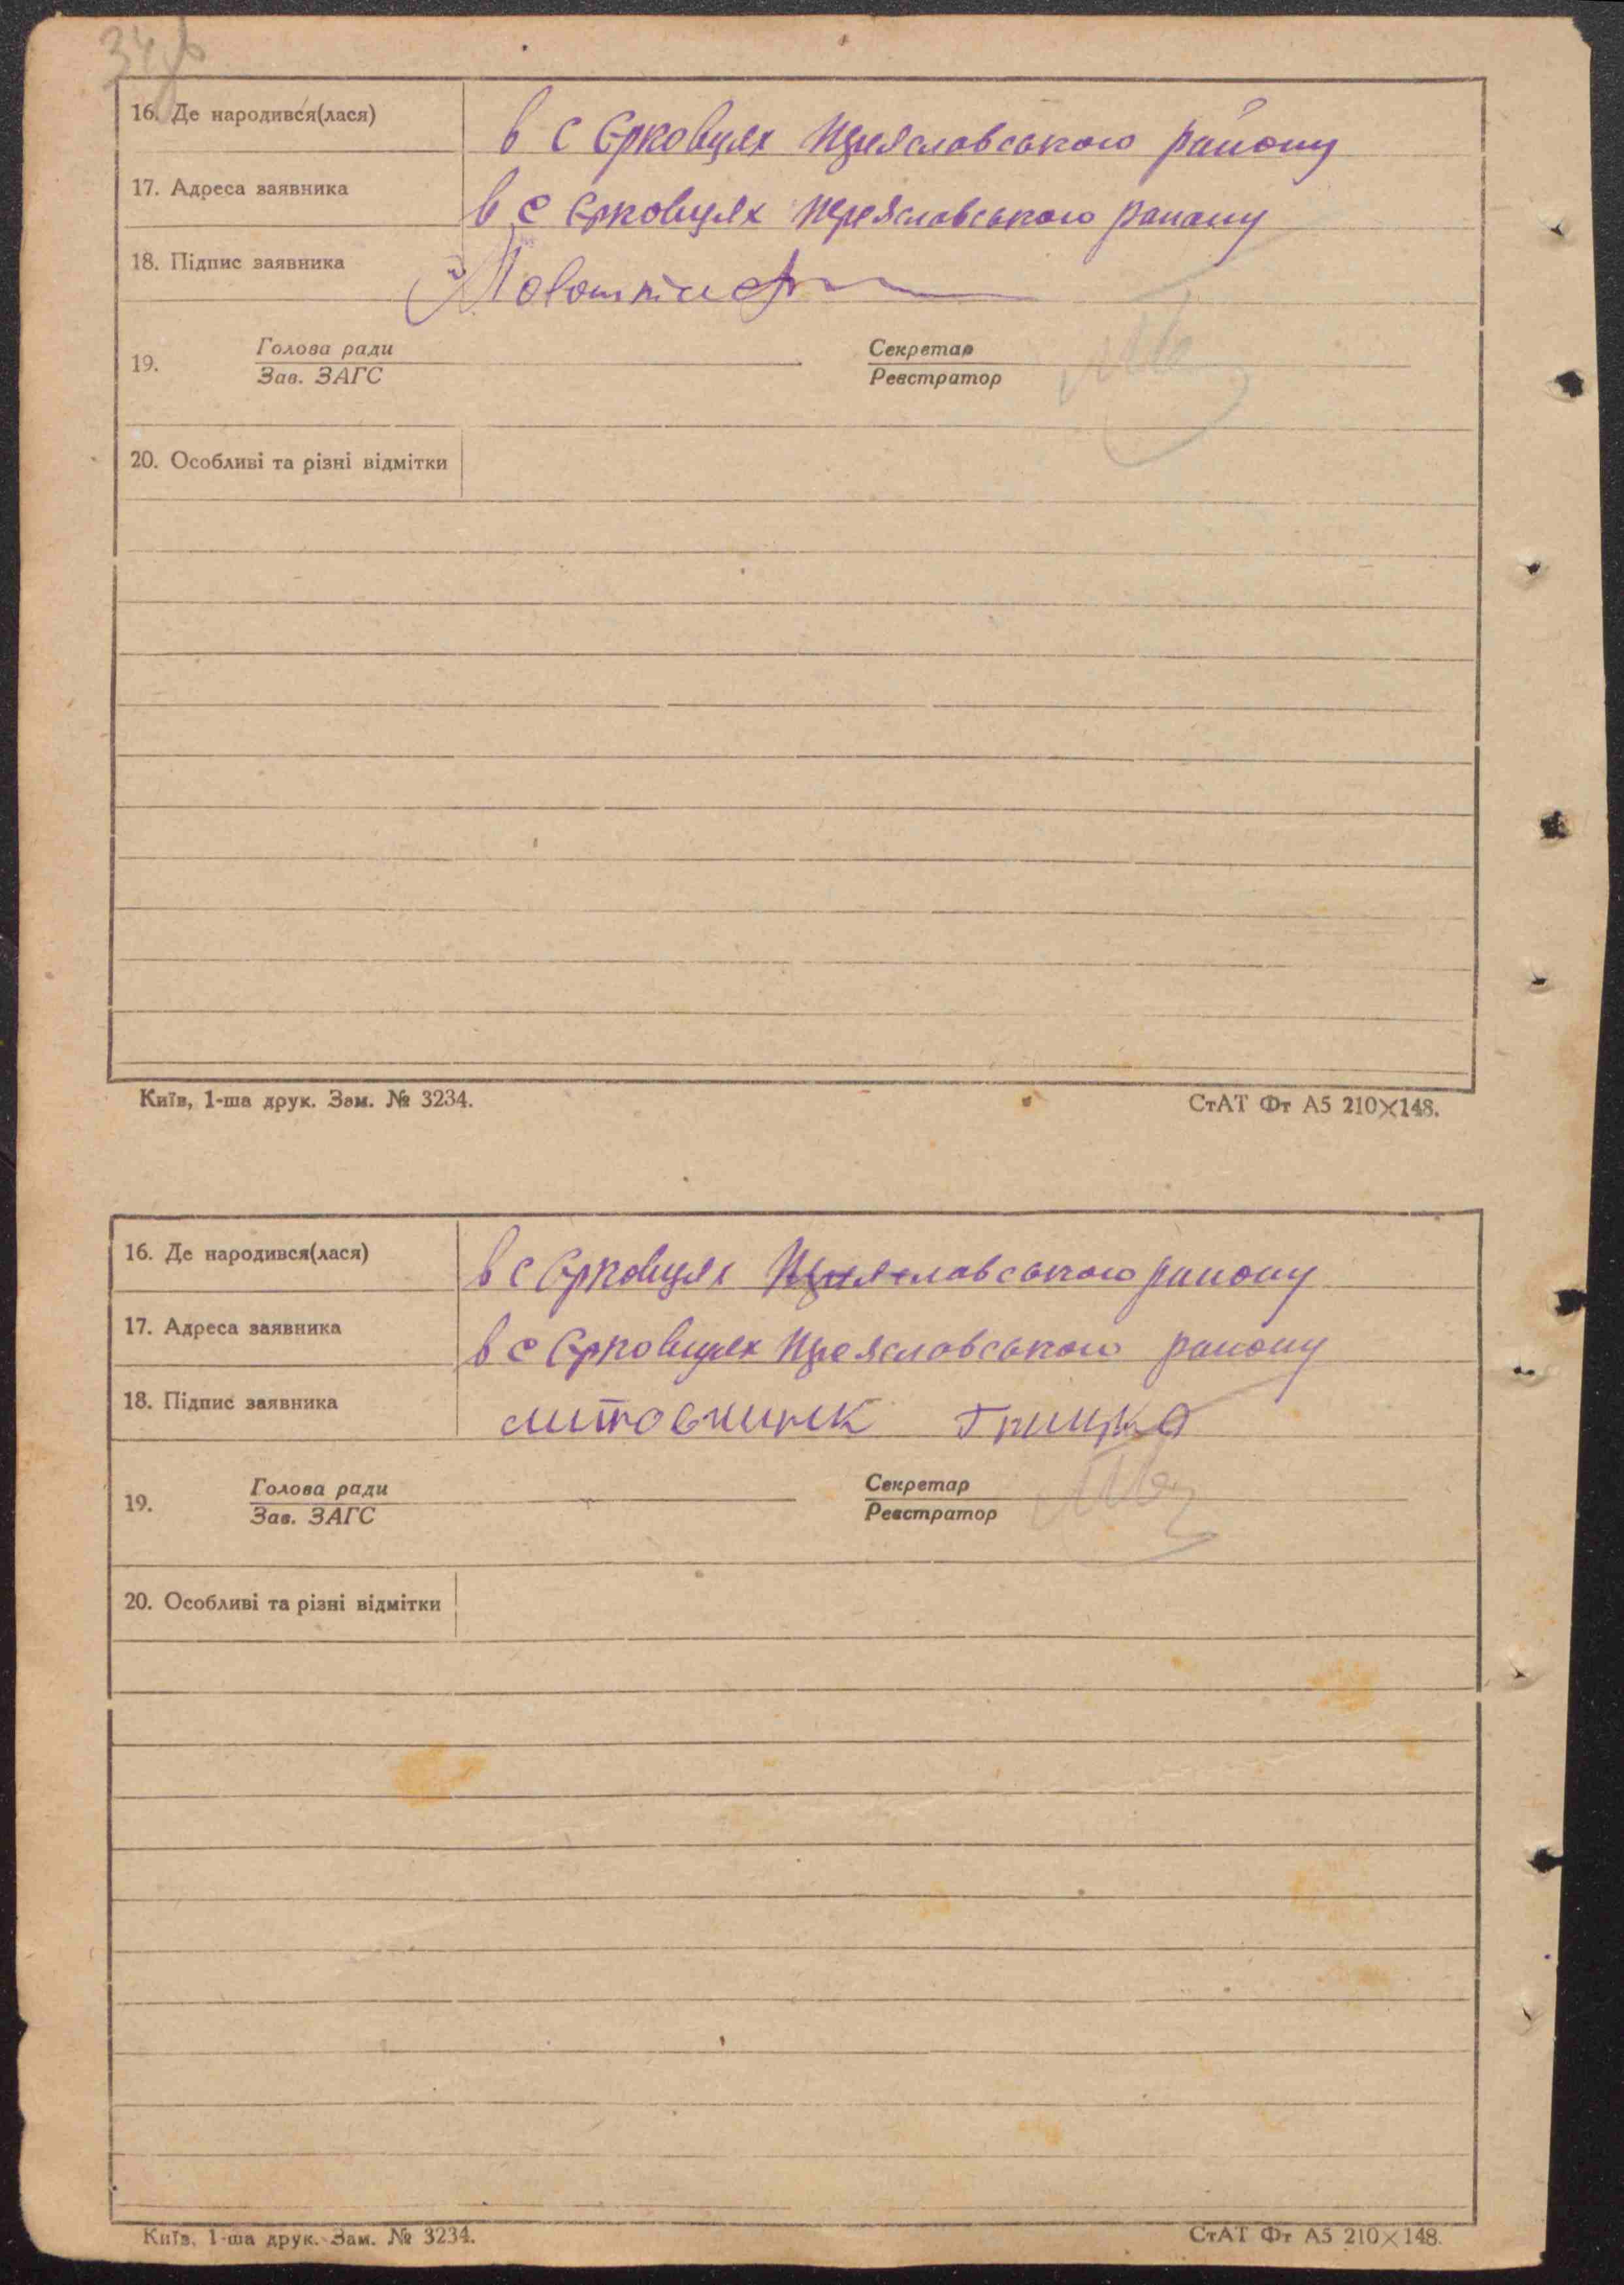 16. Де народився(лася) в с Єрковцях Переяславського району
17. Адреса заявника в с Єрковцях Переяславського району
18. Підпис заявника
19. Голова ради Секретар
Зав. ЗАГС Реєстратор
20. Особливі та різні відмітки
Київ, 1-ша друк. Зам. № 3234. СтАТ Фт А5 210×148.
16. Де народився(лася) в с Єрковцях Переяславського району
17. Адреса заявника в с Єрковцях Переяславського району
18. Підпис заявника Грицко
19. Голова ради Секретар
Зав. ЗАГС Реєстратор
20. Особливі та різні відмітки
Київ, 1-ша друк. Зам. № 3234. СтАТ Фт А5 210×148.